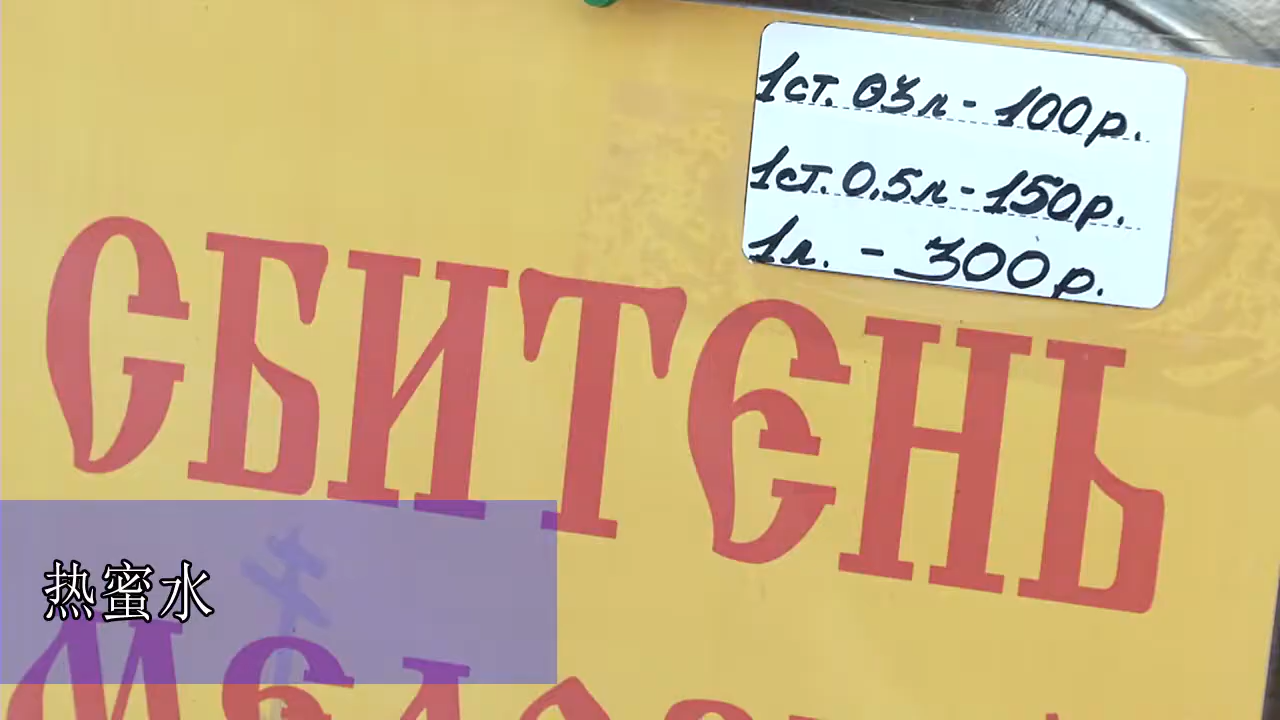 1ст. 0,3л - 100р.
1ст. 0,5л - 150р.
1л. - 300р.
СБИТЕНЬ
热蜜水